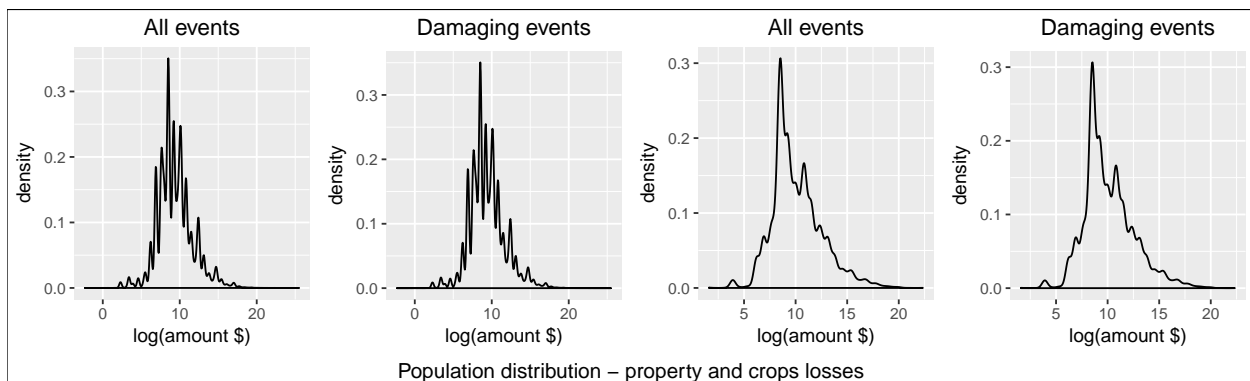 All events
Damaging events
All events
Damaging events
density
0.3
0.2
0.1
0.0
0
10
20
log(amount $)
density
0.3
0.2
0.1
0.0
0
10
20
log(amount $)
density
0.3
0.2
0.1
0.0
5
10
15
20
log(amount $)
density
0.3
0.2
0.1
0.0
5
10
15
20
log(amount $)
Population distribution – property and crops losses